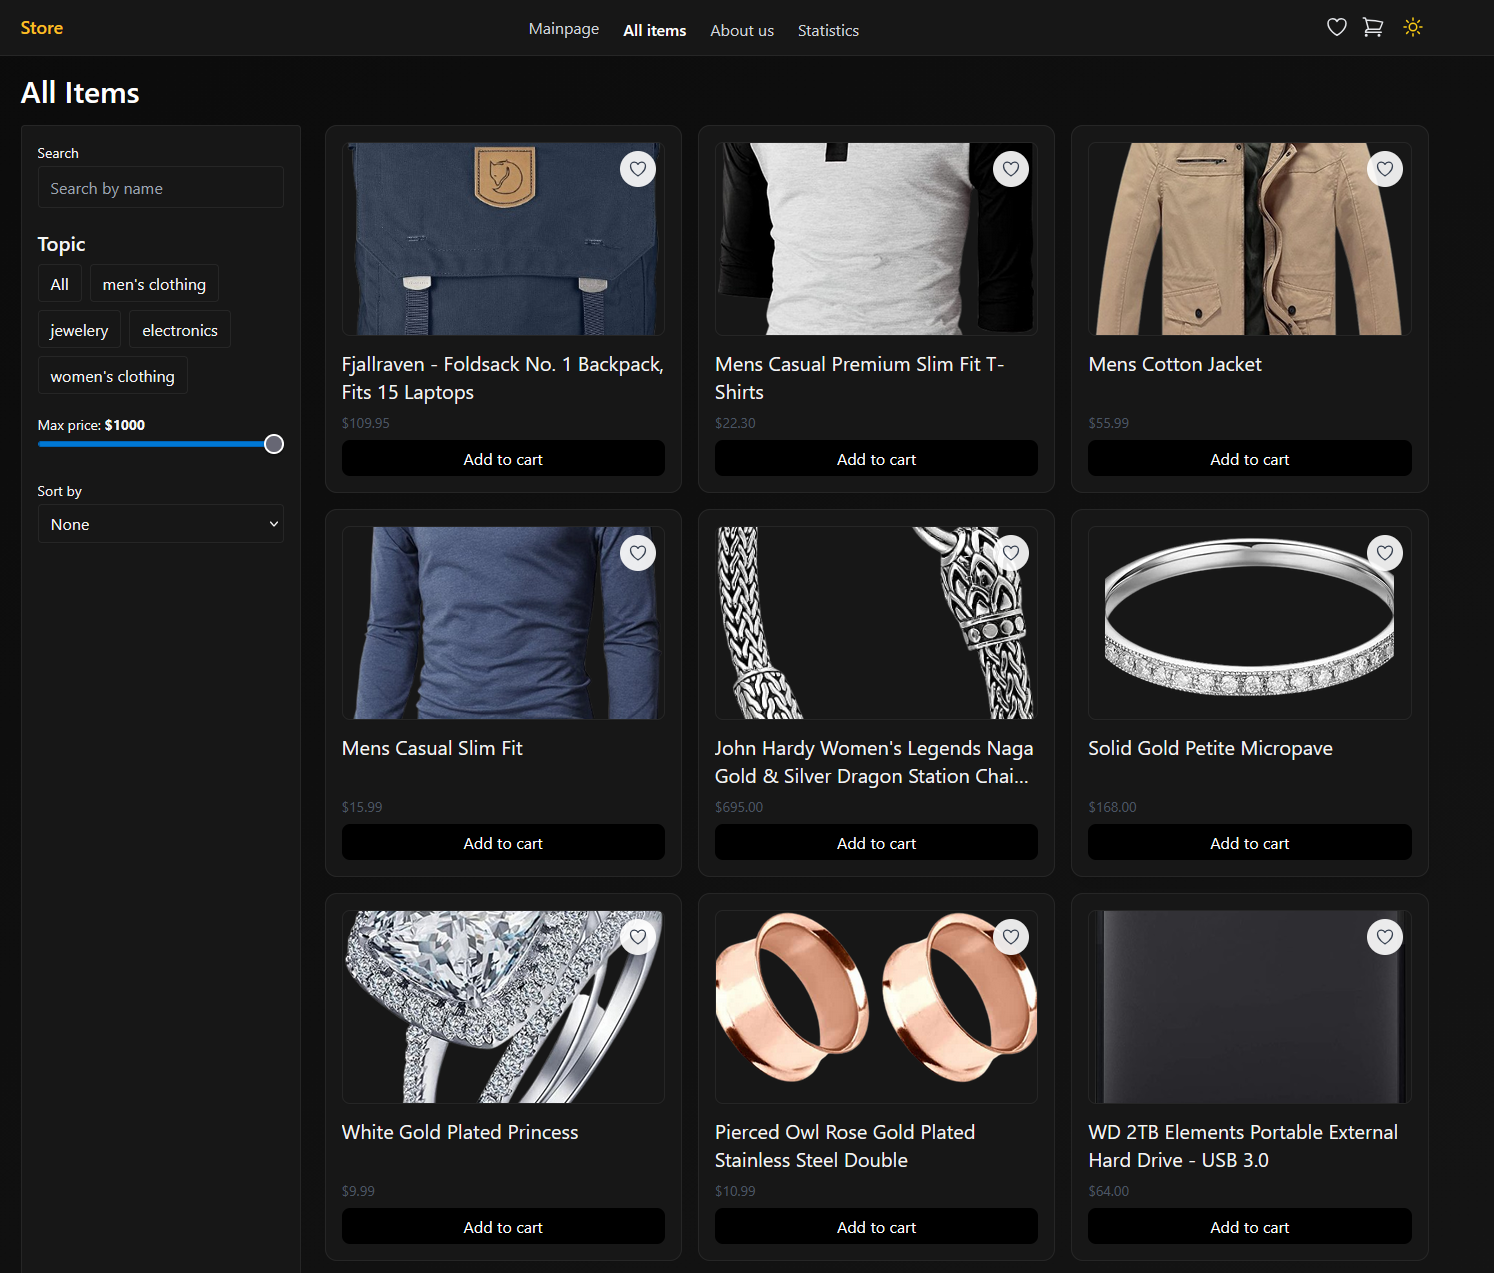 Store
Mainpage
All items
About us
Statistics
All Items
Search
Search by name
Topic
All
men's clothing
jewelery
electronics
women's clothing
Max price: $1000
Sort by
None
Fjallraven - Foldsack No. 1 Backpack,
Fits 15 Laptops
$109.95
Add to cart
Mens Casual Premium Slim Fit T-
Shirts
$22.30
Add to cart
Mens Cotton Jacket
$55.99
Add to cart
Mens Casual Slim Fit
$15.99
Add to cart
John Hardy Women's Legends Naga
Gold & Silver Dragon Station Chai...
$695.00
Add to cart
Solid Gold Petite Micropave
$168.00
Add to cart
White Gold Plated Princess
$9.99
Add to cart
Pierced Owl Rose Gold Plated
Stainless Steel Double
$10.99
Add to cart
WD 2TB Elements Portable External
Hard Drive - USB 3.0
$64.00
Add to cart